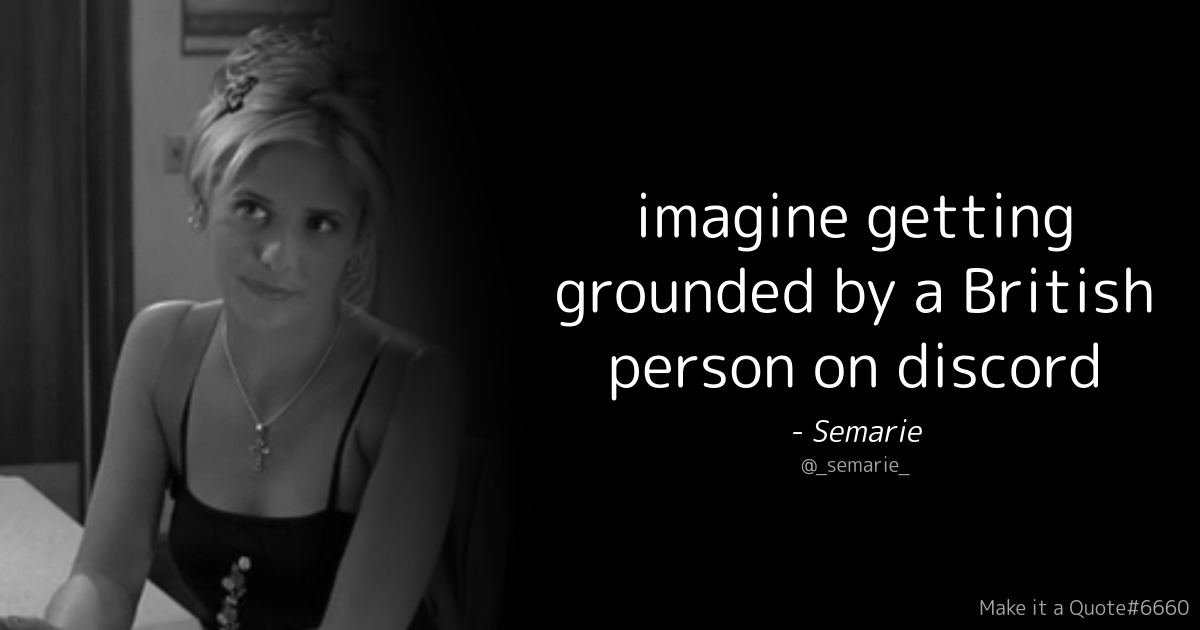 imagine getting
grounded by a British
person on discord
- Semarie
@_semarie_
Make it a Quote#6660